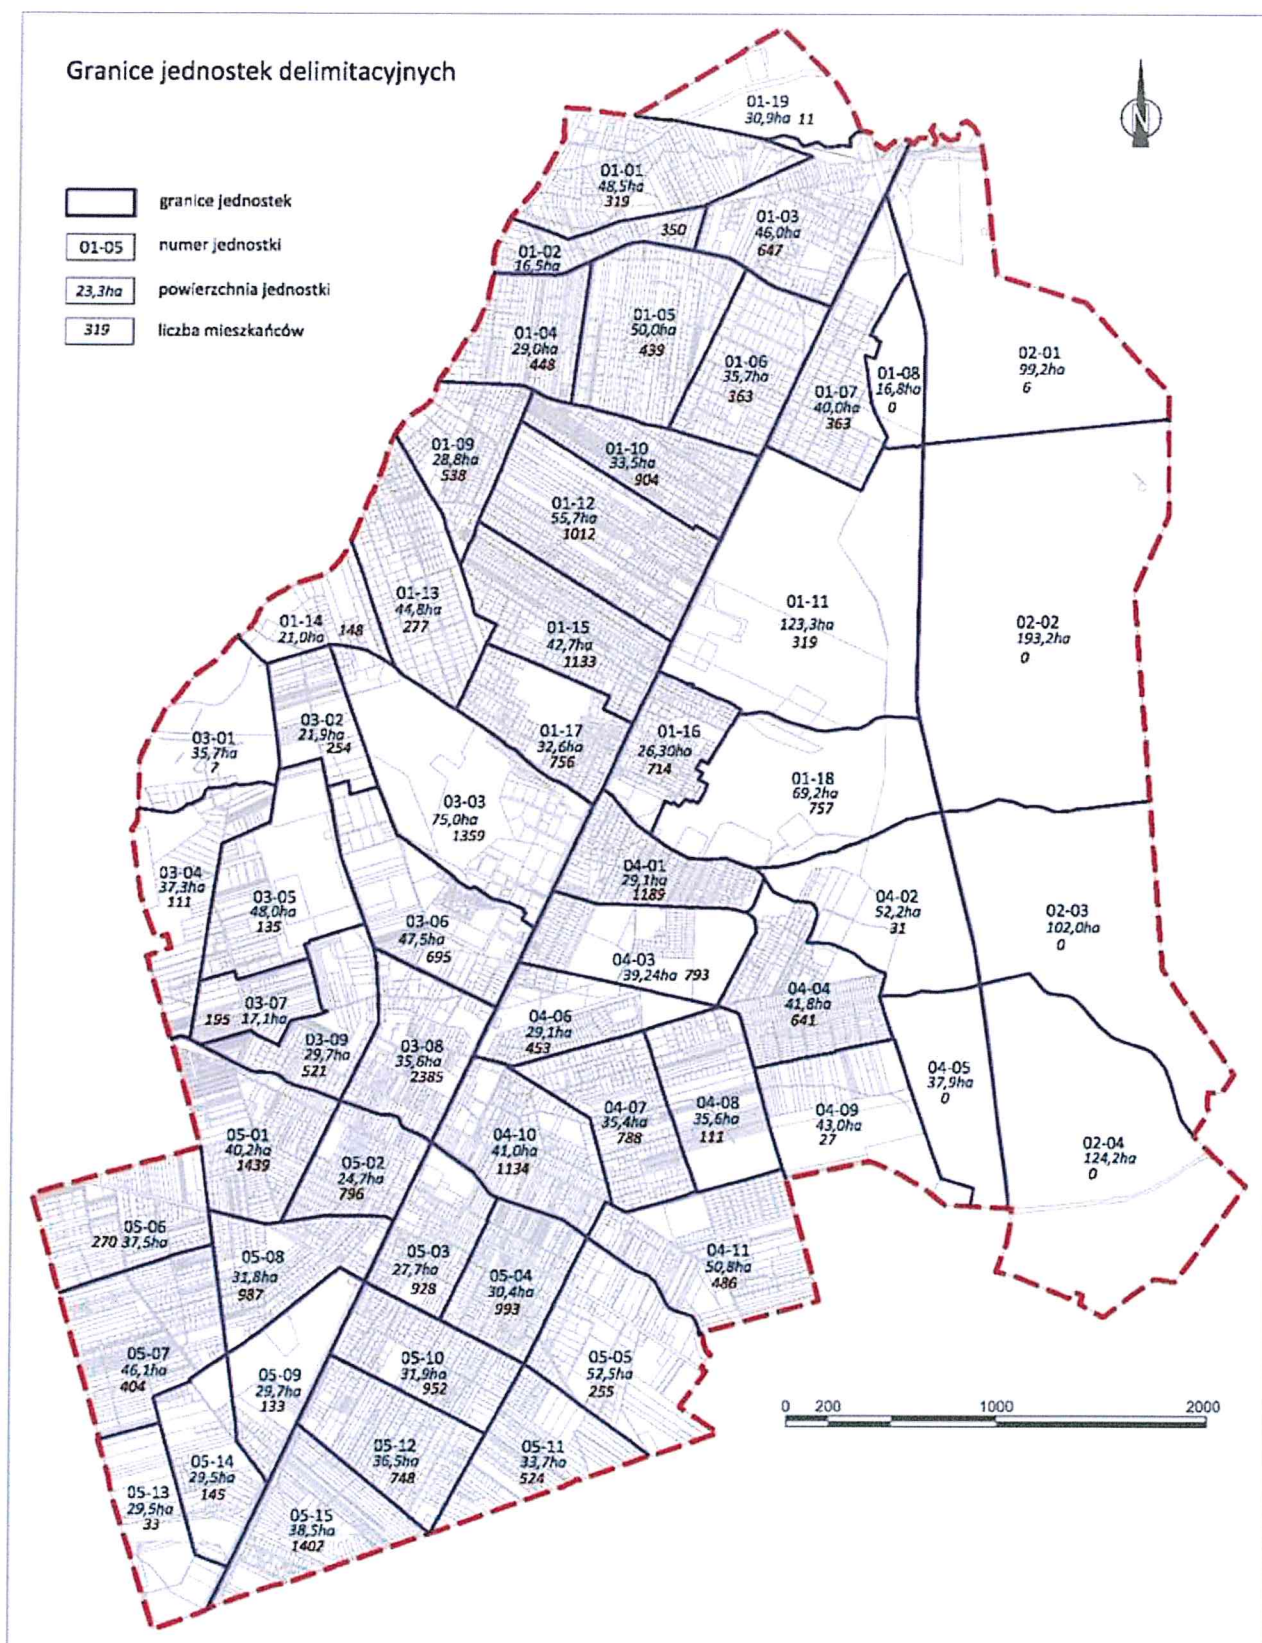 Granice jednostek delimitacyjnych
granice jednostek
01-05 numer jednostki
23,3ha powierzchnia jednostki
319 liczba mieszkańców
N
01-19
30,9ha 11
01-01
48,5ha
319
350
01-02
16,5ha
01-03
46,0ha
647
01-04
29,0ha
448
01-05
50,0ha
439
01-06
35,7ha
363
01-07
40,0ha
363
01-08
16,8ha
0
02-01
99,2ha
6
01-09
28,8ha
538
01-10
33,5ha
904
01-12
55,7ha
1012
01-11
123,3ha
319
02-02
193,2ha
0
01-13
44,8ha
277
01-14
21,0ha 148
01-15
42,7ha
1133
01-16
26,30ha
714
01-17
32,6ha
756
01-18
69,2ha
757
03-01
35,7ha
7
03-02
21,9ha
254
03-03
75,0ha
1359
03-04
37,3ha
111
03-05
48,0ha
135
03-06
47,5ha
695
04-01
29,1ha
1189
04-02
52,2ha
31
02-03
102,0ha
0
04-03
39,24ha 793
04-04
41,8ha
641
03-07
195 17,1ha
03-09
29,7ha
521
03-08
35,6ha
2385
04-06
29,1ha
453
04-05
37,9ha
0
04-07
35,4ha
788
04-08
35,6ha
111
04-09
43,0ha
27
02-04
124,2ha
0
05-01
40,2ha
1439
05-02
24,7ha
796
04-10
41,0ha
1134
05-06
270 37,5ha
05-08
31,8ha
987
05-03
27,7ha
928
05-04
30,4ha
993
04-11
50,8ha
486
05-07
46,1ha
404
05-09
29,7ha
133
05-10
31,9ha
952
05-05
52,5ha
255
05-12
36,5ha
748
05-11
33,7ha
524
05-14
29,5ha
145
05-13
29,5ha
33
05-15
38,5ha
1402
0 200 1000 2000